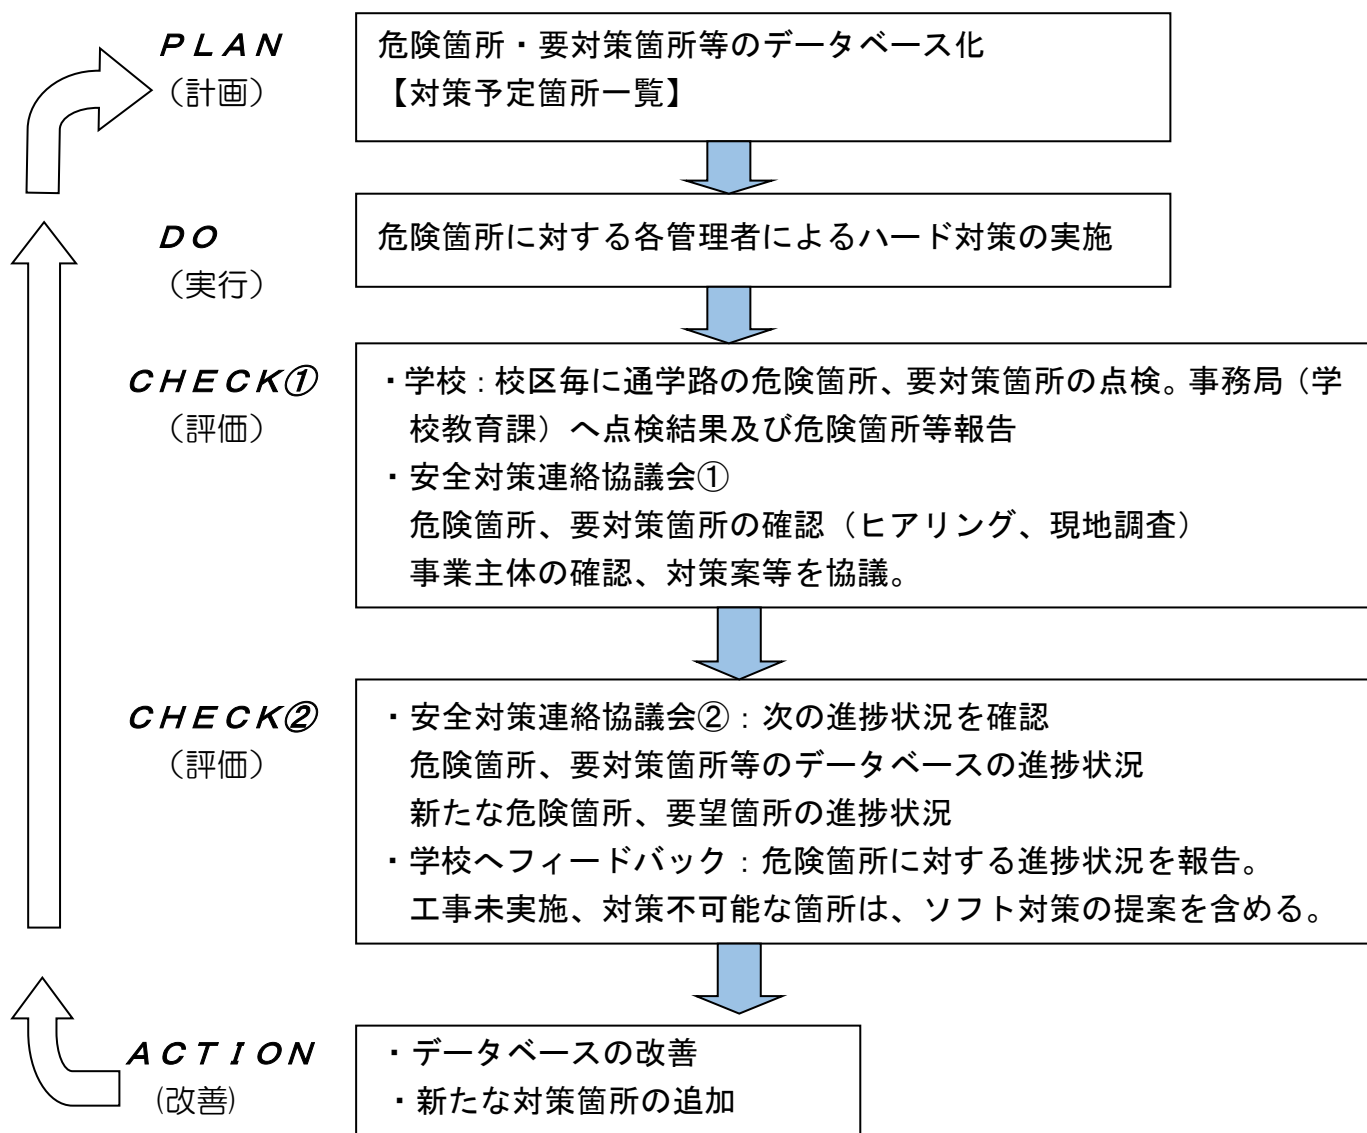 PLAN
（計画）
危険箇所・要対策箇所等のデータベース化
【対策予定箇所一覧】
DO
（実行）
危険箇所に対する各管理者によるハード対策の実施
CHECK①
（評価）
・学校：校区毎に通学路の危険箇所、要対策箇所の点検。事務局（学
校教育課）へ点検結果及び危険箇所等報告
・安全対策連絡協議会①
危険箇所、要対策箇所の確認（ヒアリング、現地調査）
事業主体の確認、対策案等を協議。
CHECK②
（評価）
・安全対策連絡協議会②：次の進捗状況を確認
危険箇所、要対策箇所等のデータベースの進捗状況
新たな危険箇所、要望箇所の進捗状況
・学校へフィードバック：危険箇所に対する進捗状況を報告。
工事未実施、対策不可能な箇所は、ソフト対策の提案を含める。
ACTION
(改善)
・データベースの改善
・新たな対策箇所の追加